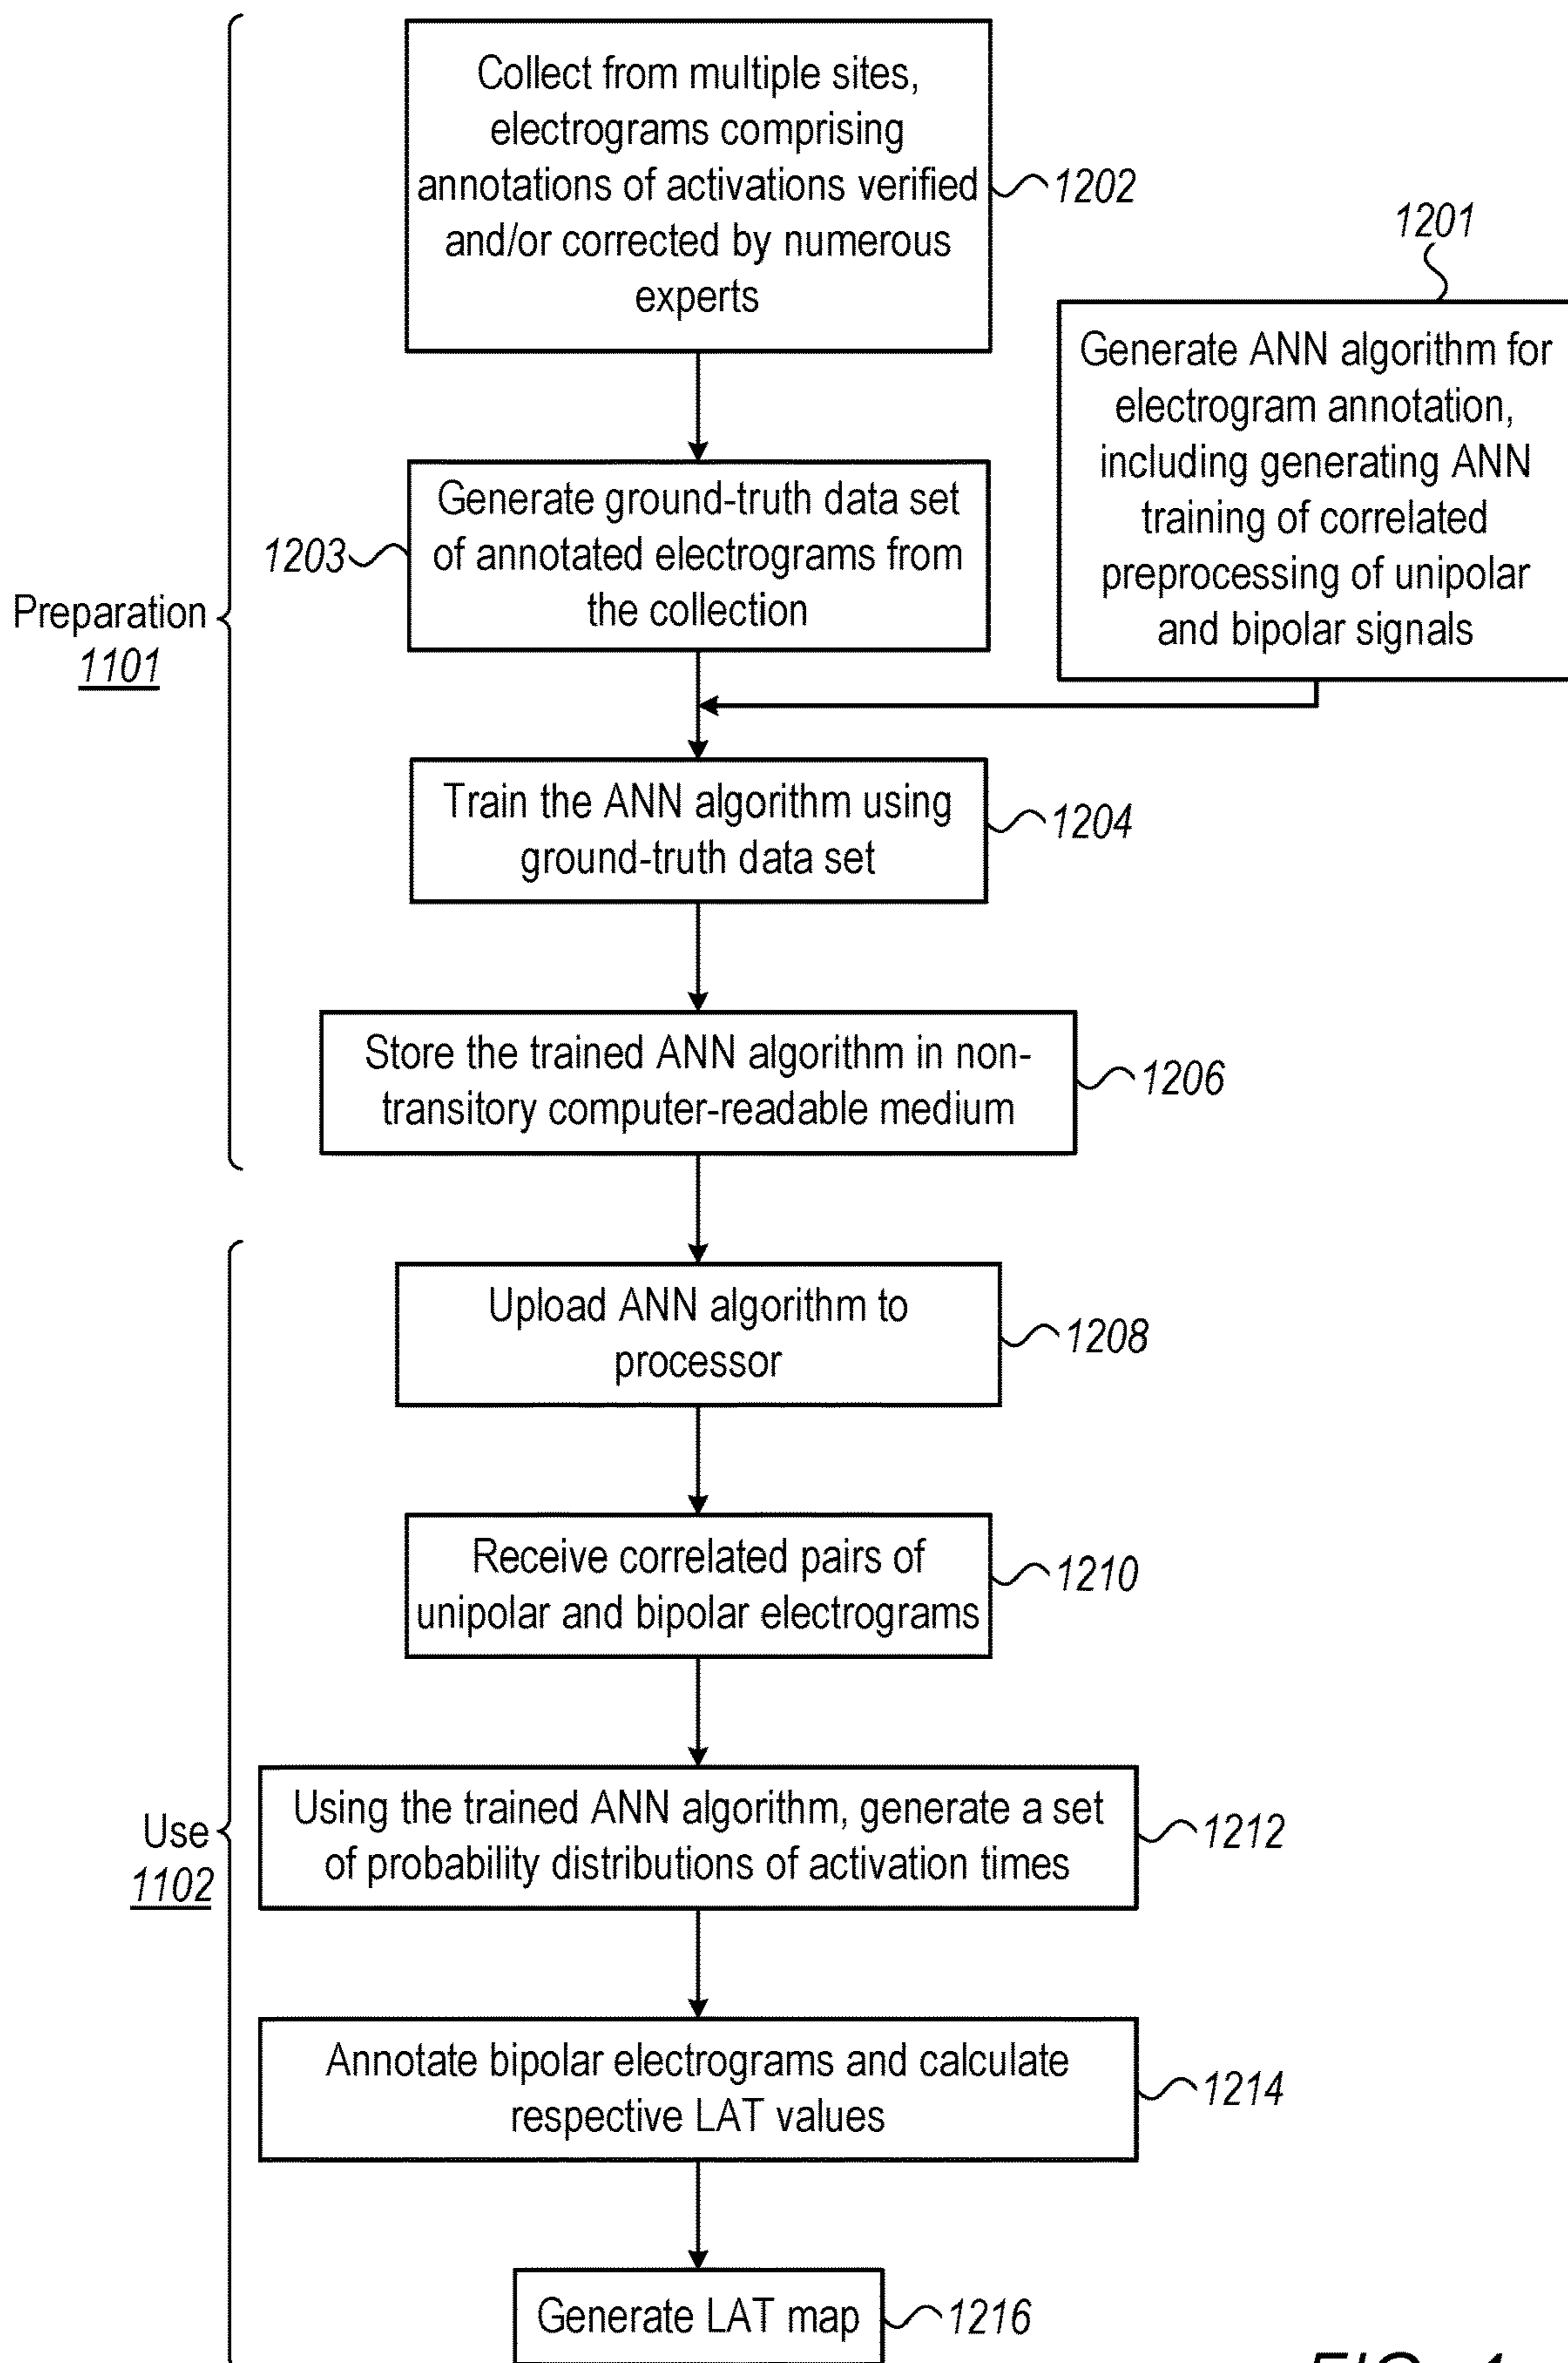 Collect from multiple sites,
electrograms comprising
annotations of activations verified
and/or corrected by numerous
experts
1202
1201
Generate ANN algorithm for
electrogram annotation,
including generating ANN
training of correlated
preprocessing of unipolar
and bipolar signals
Generate ground-truth data set
of annotated electrograms from
the collection
1203
Preparation
1101
Train the ANN algorithm using
ground-truth data set
1204
Store the trained ANN algorithm in non-
transitory computer-readable medium
1206
Upload ANN algorithm to
processor
1208
Receive correlated pairs of
unipolar and bipolar electrograms
1210
Using the trained ANN algorithm, generate a set
of probability distributions of activation times
1212
Use
1102
Annotate bipolar electrograms and calculate
respective LAT values
1214
Generate LAT map
1216